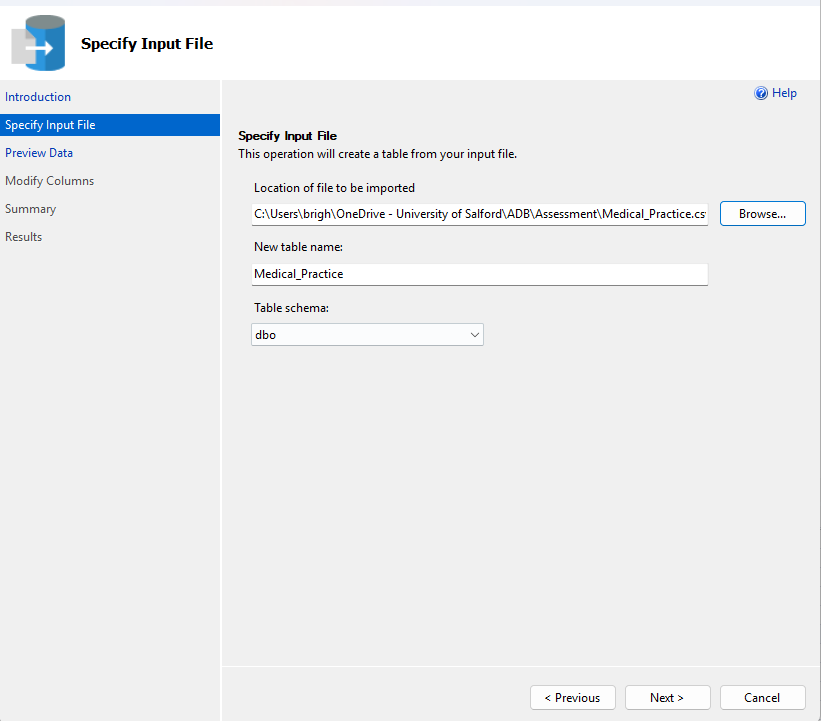 Specify Input File
Introduction
Specify Input File
Preview Data
Modify Columns
Summary
Results
Help
Specify Input File
This operation will create a table from your input file.
Location of file to be imported
C:\Users\brigh\OneDrive - University of Salford\ADB\Assessment\Medical_Practice.cs
Browse...
New table name:
Medical_Practice
Table schema:
dbo
< Previous
Next >
Cancel